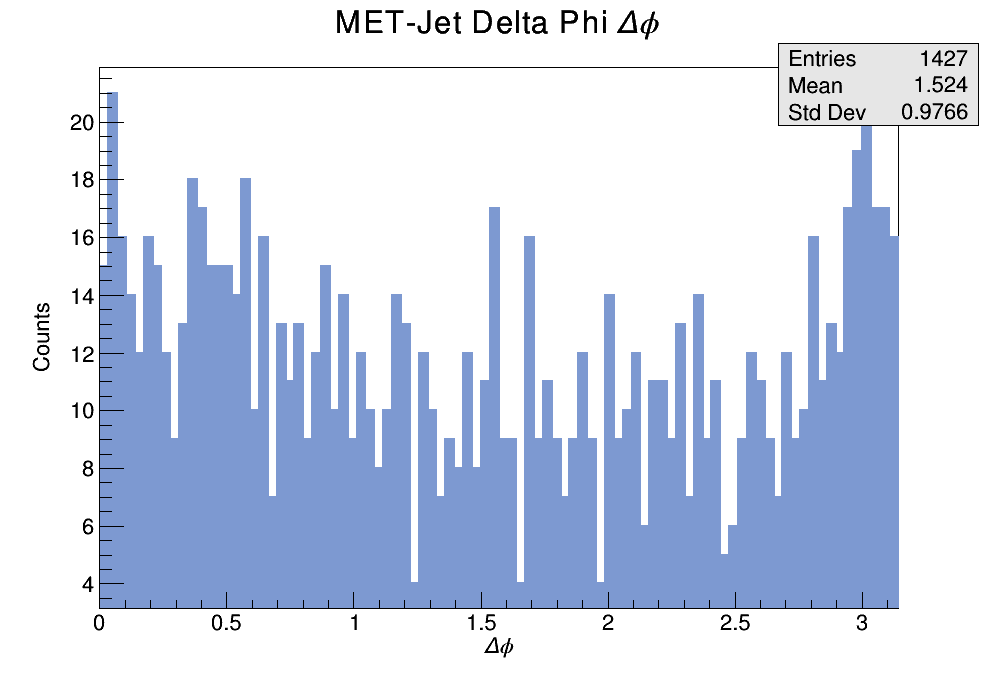 MET-Jet Delta Phi Δϕ
Entries 1427
Mean 1.524
Std Dev 0.9766
20
18
16
14
12
10
8
6
4
Counts
0 0.5 1 1.5 2 2.5 3
Δϕ